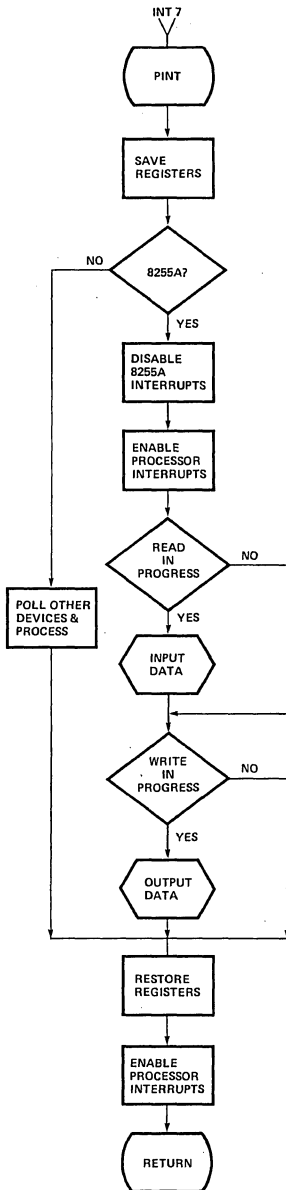 INT 7
PINT
SAVE
REGISTERS
NO
8255A?
YES
DISABLE
8255A
INTERRUPTS
ENABLE
PROCESSOR
INTERRUPTS
READ
IN
PROGRESS
NO
YES
POLL OTHER
DEVICES &
PROCESS
INPUT
DATA
WRITE
IN
PROGRESS
NO
YES
OUTPUT
DATA
RESTORE
REGISTERS
ENABLE
PROCESSOR
INTERRUPTS
RETURN